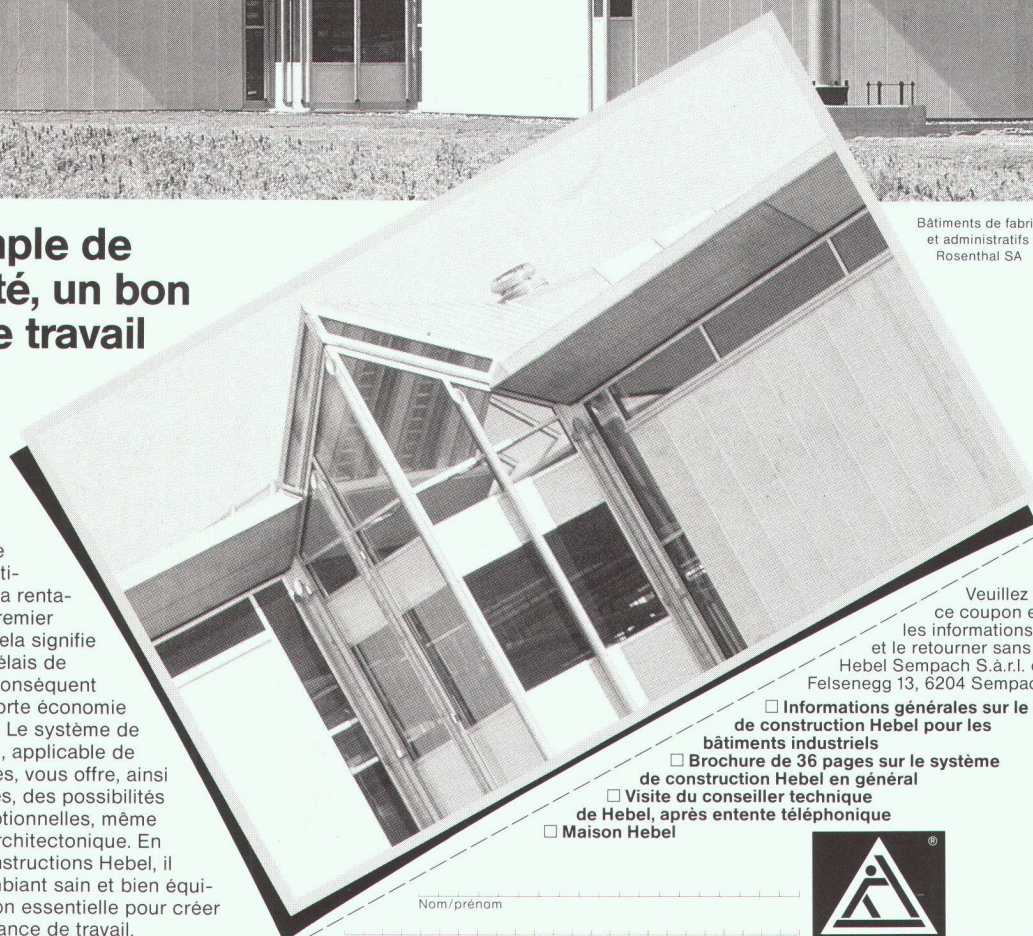 ple de
té, un bon
e travail
Bâtiments de fabri
et administratifs
Rosenthal SA
e
ti-
a renta-
remier
ela signifie
élais de
onséquent
orte économie
Le système de
, applicable de
es, vous offre, ainsi
es, des possibilités
ptionnelles, même
rchitectonique. En
nstructions Hebel, il
mbiant sain et bien équi-
on essentielle pour créer
ance de travail.
Veuillez
ce coupon e
les informations
et le retourner sans
Hebel Sempach S.à.r.l.
Felsenegg 13, 6204 Sempac
☐ Informations générales sur le
de construction Hebel pour les
bâtiments industriels
☐ Brochure de 36 pages sur le système
de construction Hebel en général
☐ Visite du conseiller technique
de Hebel, après entente téléphonique
☐ Maison Hebel
Nom/prénom
®